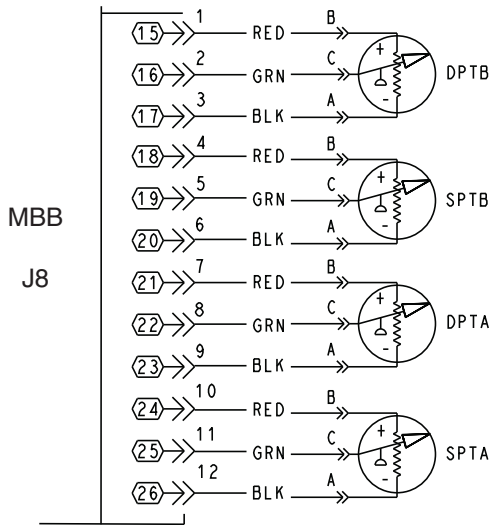 15 1 RED B
16 2 GRN C + DPTB
17 3 BLK A -
18 4 RED B
19 5 GRN C + SPTB
20 6 BLK A -
MBB
J8
21 7 RED B
22 8 GRN C + DPTA
23 9 BLK A -
24 10 RED B
25 11 GRN C + SPTA
26 12 BLK A -